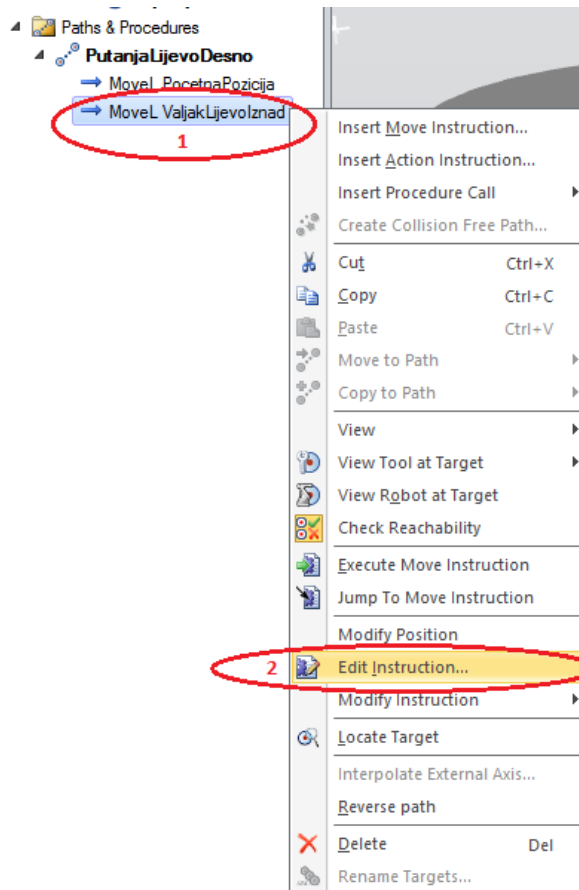 Paths & Procedures
PutanjaLijevoDesno
MoveL PocetnaPozicija
MoveL ValjakLijevoIznad
1
Insert Move Instruction...
Insert Action Instruction...
Insert Procedure Call
Create Collision Free Path...
Cut Ctrl+X
Copy Ctrl+C
Paste Ctrl+V
Move to Path
Copy to Path
View
View Tool at Target
View Robot at Target
Check Reachability
Execute Move Instruction
Jump To Move Instruction
Modify Position
2 Edit Instruction...
Modify Instruction
Locate Target
Interpolate External Axis...
Reverse path
Delete Del
Rename Targets...